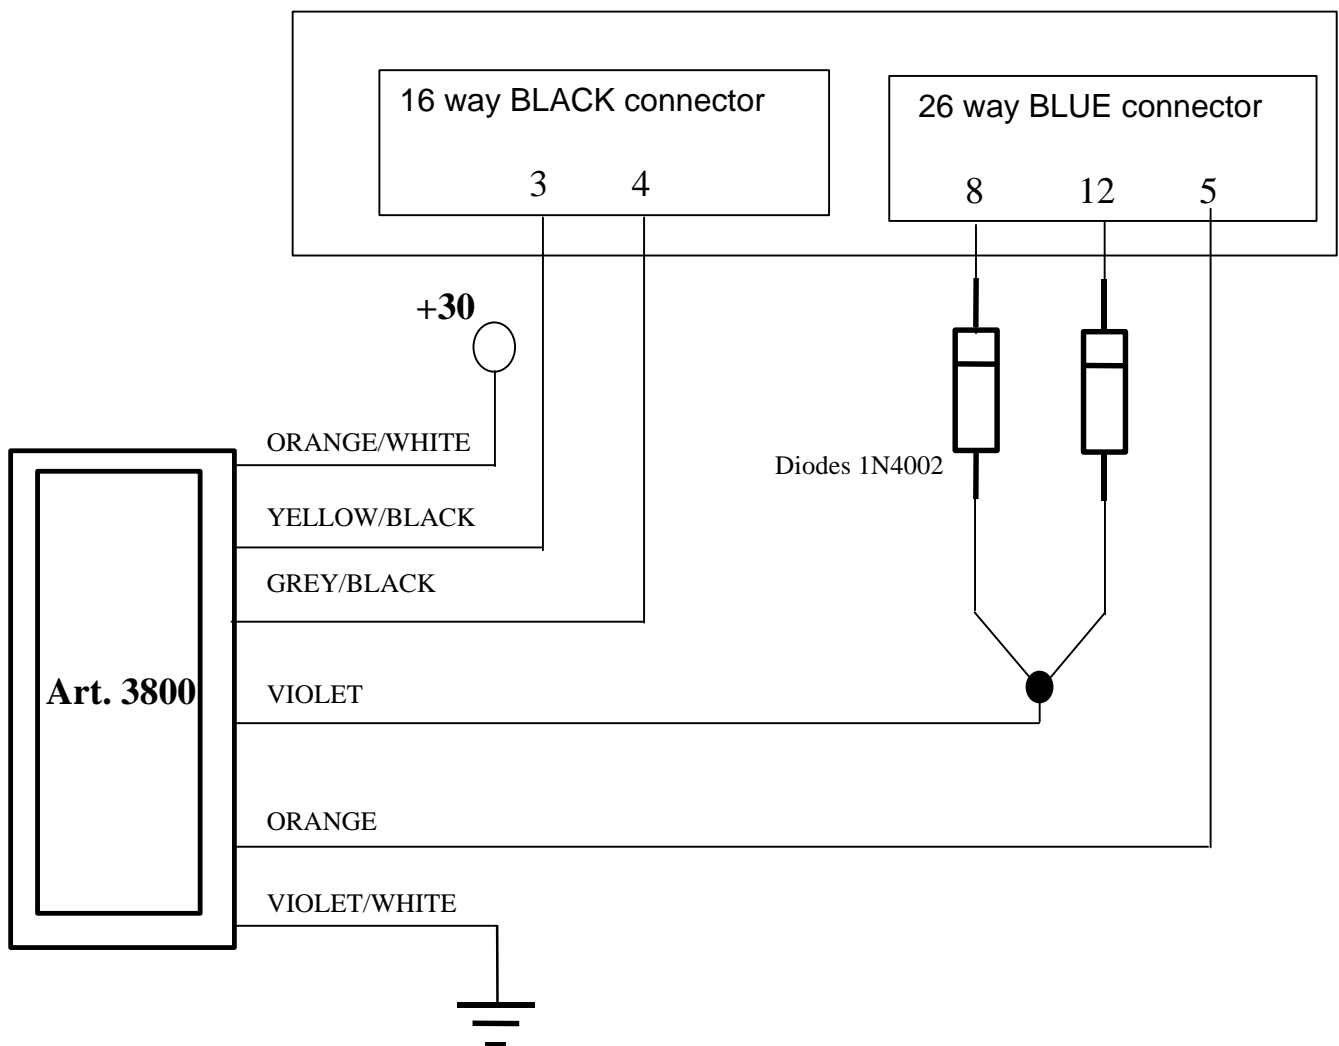 16 way BLACK connector
26 way BLUE connector
3 4
8 12 5
+30
ORANGE/WHITE
Diodes 1N4002
YELLOW/BLACK
GREY/BLACK
Art. 3800
VIOLET
ORANGE
VIOLET/WHITE